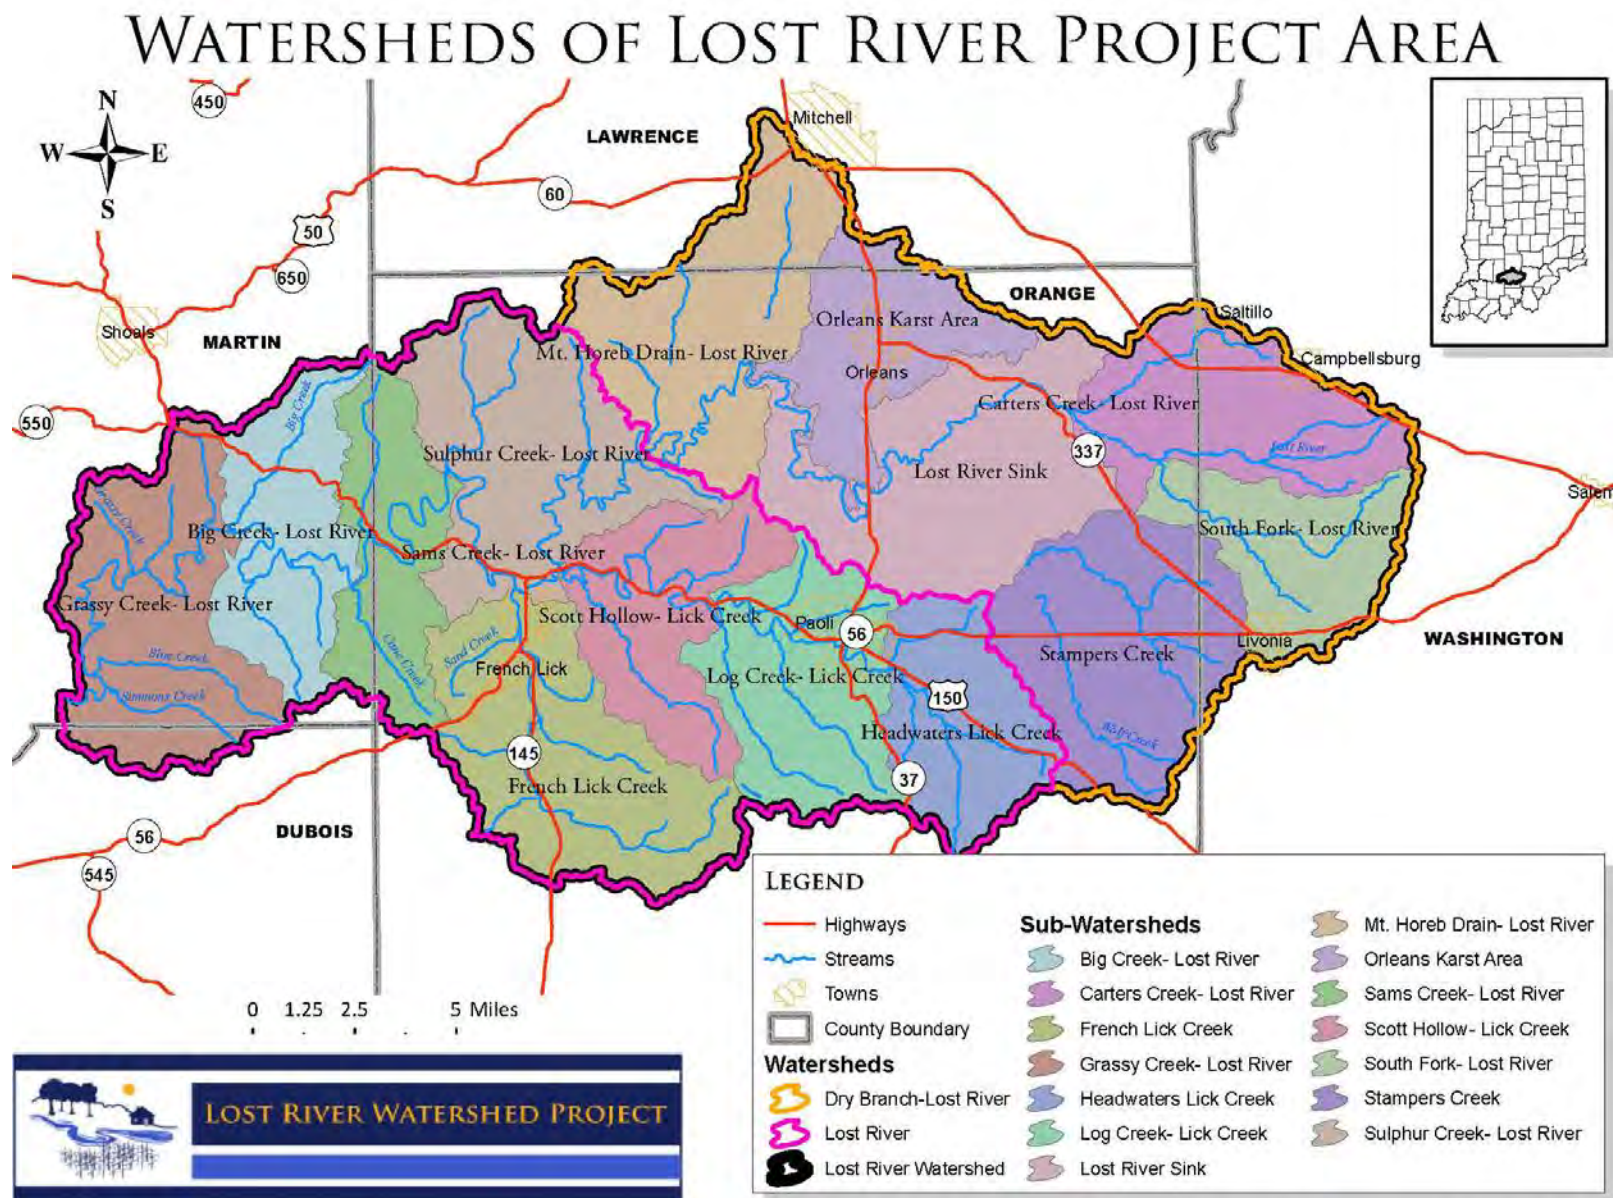 WATERSHEDS OF LOST RIVER PROJECT AREA
N
W E
S
450
Mitchell
LAWRENCE
60
50
650
ORANGE
Saltillo
Shoals
MARTIN
Orleans Karst Area
Mt. Horeb Drain- Lost River
Campbellsburg
Orleans
Big Creek
Carters Creek- Lost River
550
337
Lost River
Sulphur Creek- Lost River
Lost River Sink
Salem
Grassy Creek
Big Creek- Lost River
South Fork- Lost River
Sams Creek- Lost River
Grassy Creek- Lost River
Scott Hollow- Lick Creek
Paoli
56
Livonia
WASHINGTON
Sand Creek
Cane Creek
Blue Creek
French Lick
Stampers Creek
Log Creek- Lick Creek
Simmons Creek
150
Headwaters Lick Creek
145
37
French Lick Creek
DUBOIS
56
545
0 1.25 2.5 5 Miles
LOST RIVER WATERSHED PROJECT
LEGEND
Highways
Streams
Towns
County Boundary
Watersheds
Dry Branch-Lost River
Lost River
Lost River Watershed
Sub-Watersheds
Big Creek- Lost River
Carters Creek- Lost River
French Lick Creek
Grassy Creek- Lost River
Headwaters Lick Creek
Log Creek- Lick Creek
Lost River Sink
Mt. Horeb Drain- Lost River
Orleans Karst Area
Sams Creek- Lost River
Scott Hollow- Lick Creek
South Fork- Lost River
Stampers Creek
Sulphur Creek- Lost River